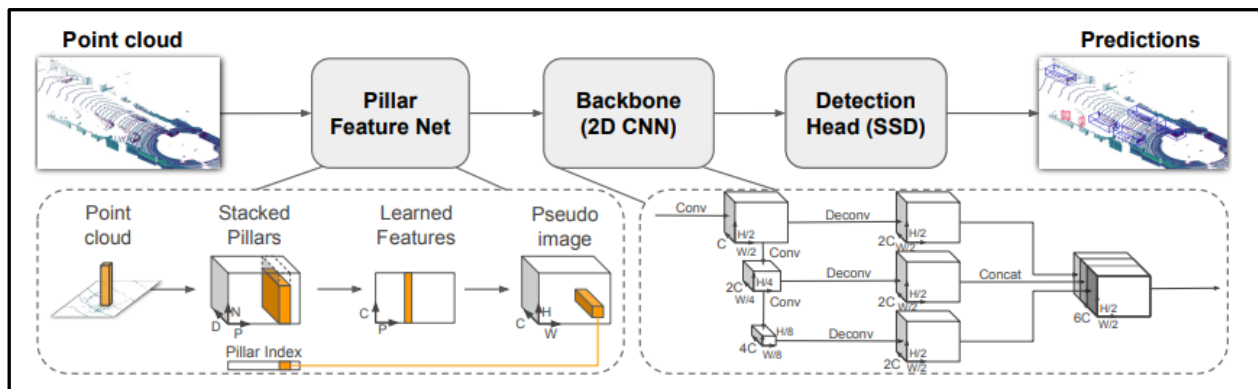 Point cloud
Predictions
Pillar
Feature Net
Backbone
(2D CNN)
Detection
Head (SSD)
Point
cloud
Stacked
Pillars
Learned
Features
Pseudo
image
N
D
P
C
P
H
C
W
Pillar Index
Conv
H/2
C
W/2
Conv
Deconv
H/2
2C
W/2
H/4
2C
W/4
Conv
Deconv
H/2
2C
W/2
Concat
H/8
4C
W/8
Deconv
H/2
2C
W/2
H/2
6C
W/2